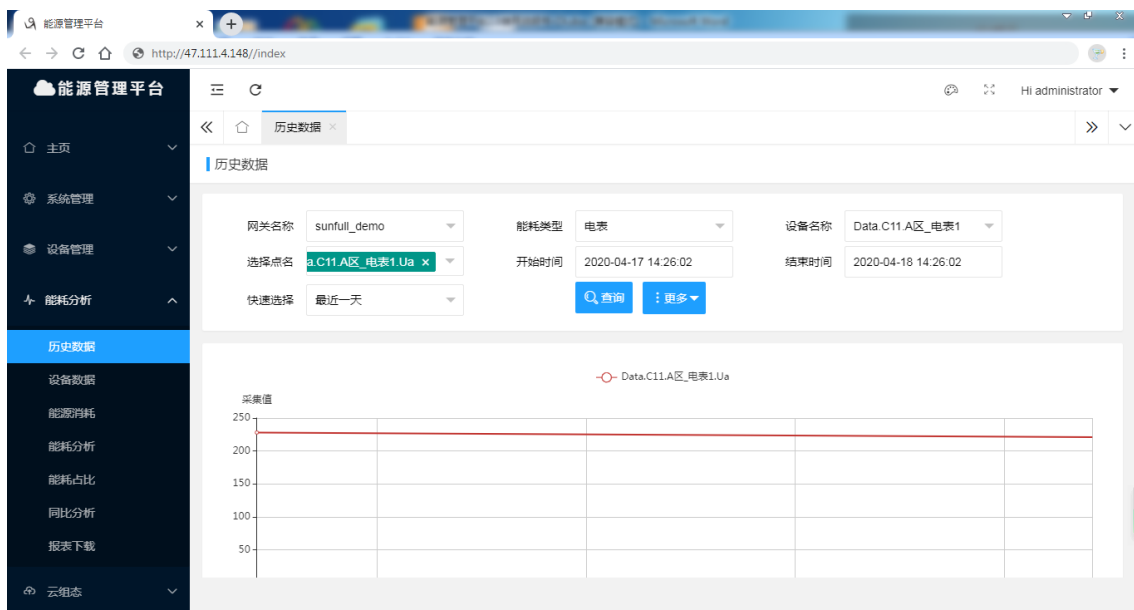 能源管理平台
http://47.111.4.148//index
能源管理平台
Hi administrator
历史数据
主页
历史数据
系统管理
网关名称 sunfull_demo 能耗类型 电表 设备名称 Data.C11.A区_电表1
设备管理
选择点名 a.C11.A区_电表1.Ua × 开始时间 2020-04-17 14:26:02 结束时间 2020-04-18 14:26:02
能耗分析
快速选择 最近一天 查询 更多
历史数据
设备数据
能源消耗
能耗分析
能耗占比
同比分析
报表下载
云组态
Data.C11.A区_电表1.Ua
采集值
250
200
150
100
50